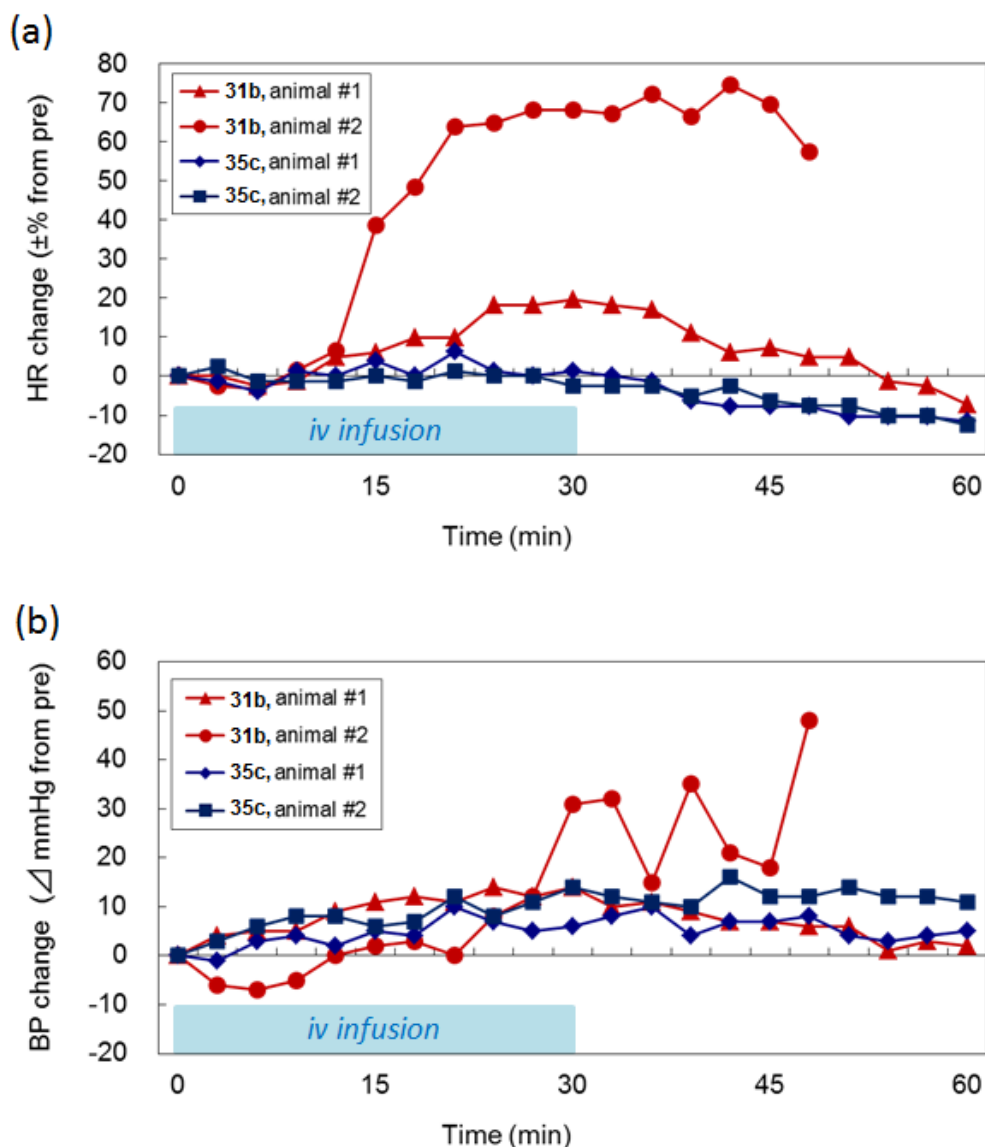 (a)
HR change (±% from pre)
80
70
60
50
40
30
20
10
0
-10
-20
31b, animal #1
31b, animal #2
35c, animal #1
35c, animal #2
iv infusion
0 15 30 45 60
Time (min)
(b)
BP change (⊿ mmHg from pre)
60
50
40
30
20
10
0
-10
-20
31b, animal #1
31b, animal #2
35c, animal #1
35c, animal #2
iv infusion
0 15 30 45 60
Time (min)